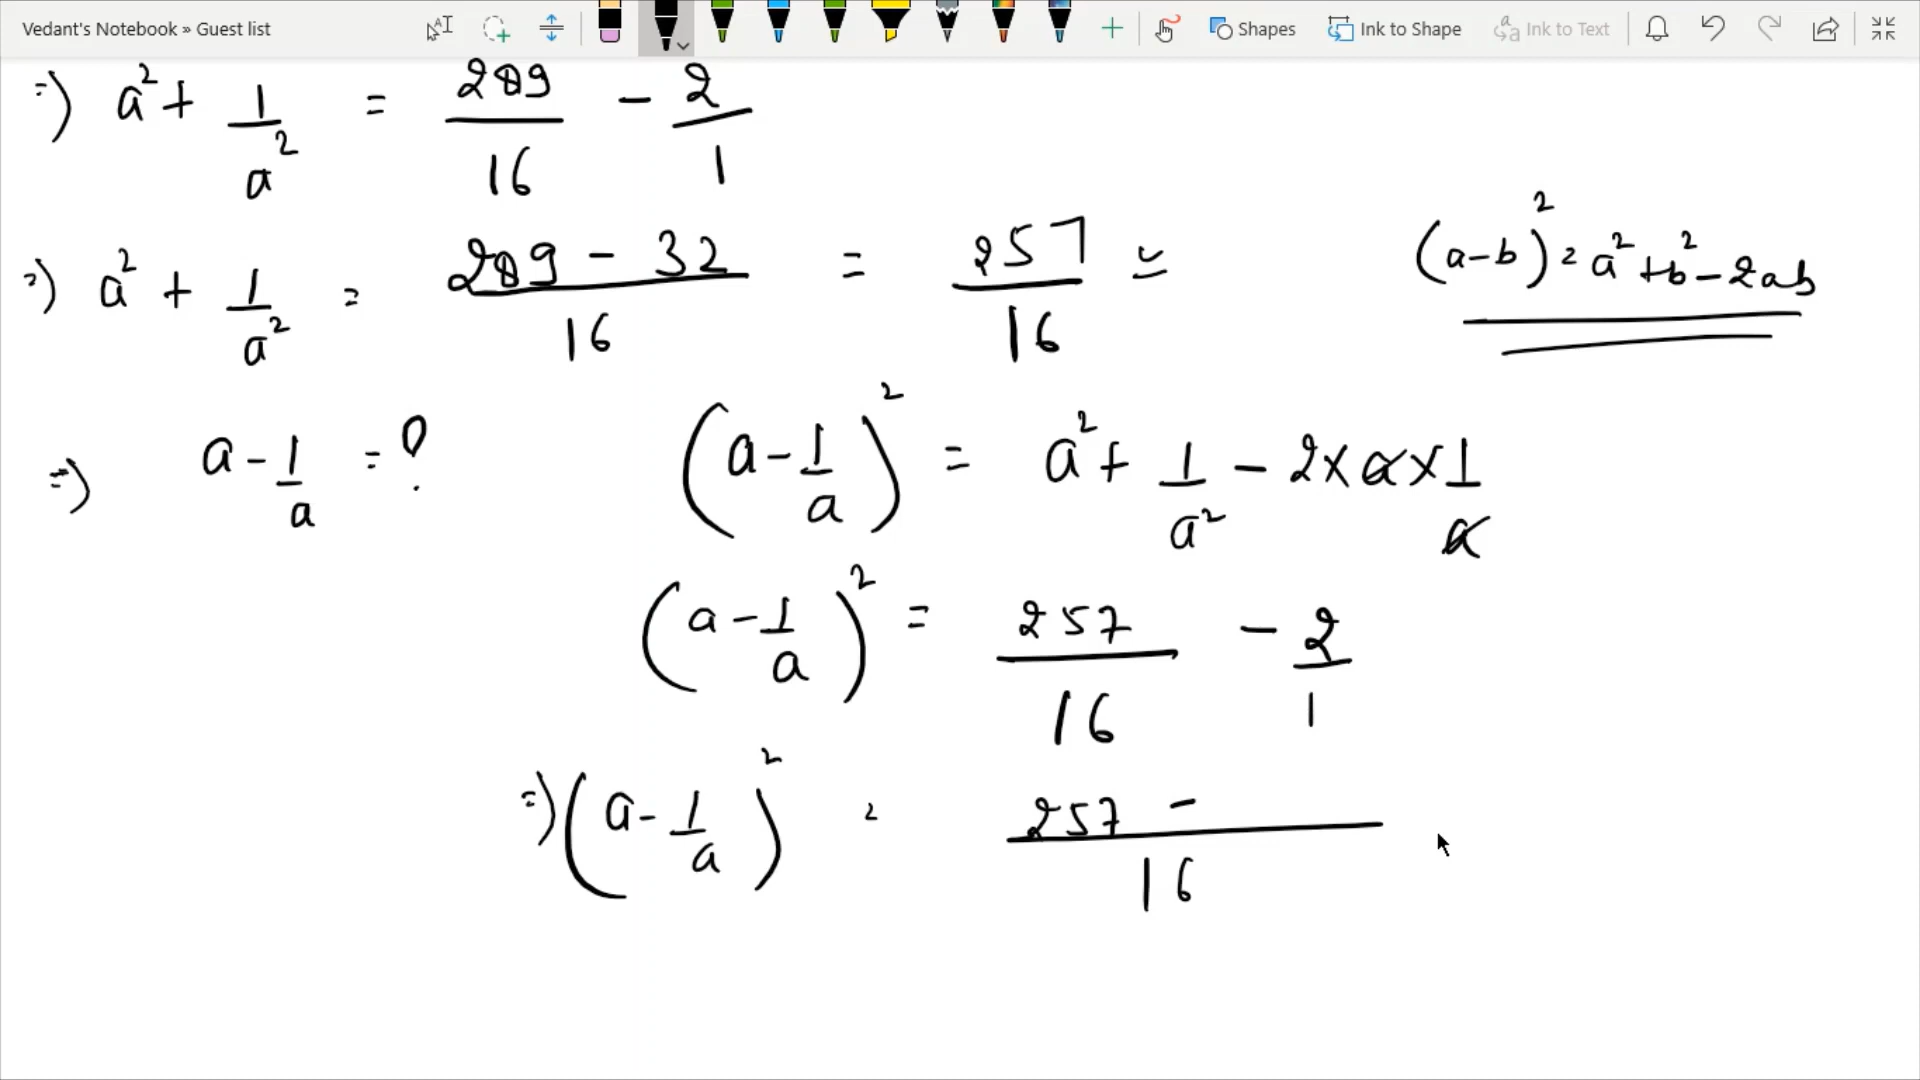 Vedant's Notebook » Guest list
Shapes
Ink to Shape
Ink to Text
=) a² + 1/a² = 289/16 - 2/1
=) a² + 1/a² = 289 - 32/16 = 257/16
(a-b)² = a²+b²-2ab
=) a - 1/a = ?
(a - 1/a)² = a² + 1/a² - 2×a×1/a
(a - 1/a)² = 257/16 - 2/1
=) (a - 1/a)² = 257 -/16